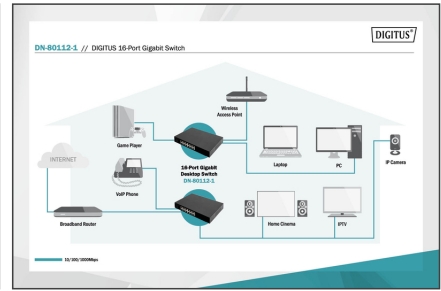 DIGITUS®
DN-80112-1 // DIGITUS 16-Port Gigabit Switch
Wireless
Access Point
Game Player
INTERNET
16-Port Gigabit
Desktop Switch
DN-80112-1
Laptop
PC
IP Camera
VoIP Phone
Broadband Router
Home Cinema
IPTV
10/100/1000Mbps